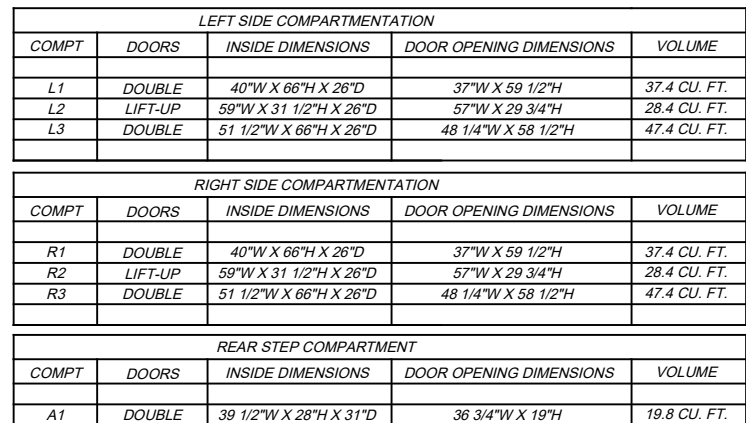 LEFT SIDE COMPARTMENTATION
COMPT DOORS INSIDE DIMENSIONS DOOR OPENING DIMENSIONS VOLUME
L1 DOUBLE 40"W X 66"H X 26"D 37"W X 59 1/2"H 37.4 CU. FT.
L2 LIFT-UP 59"W X 31 1/2"H X 26"D 57"W X 29 3/4"H 28.4 CU. FT.
L3 DOUBLE 51 1/2"W X 66"H X 26"D 48 1/4"W X 58 1/2"H 47.4 CU. FT.
RIGHT SIDE COMPARTMENTATION
COMPT DOORS INSIDE DIMENSIONS DOOR OPENING DIMENSIONS VOLUME
R1 DOUBLE 40"W X 66"H X 26"D 37"W X 59 1/2"H 37.4 CU. FT.
R2 LIFT-UP 59"W X 31 1/2"H X 26"D 57"W X 29 3/4"H 28.4 CU. FT.
R3 DOUBLE 51 1/2"W X 66"H X 26"D 48 1/4"W X 58 1/2"H 47.4 CU. FT.
REAR STEP COMPARTMENT
COMPT DOORS INSIDE DIMENSIONS DOOR OPENING DIMENSIONS VOLUME
A1 DOUBLE 39 1/2"W X 28"H X 31"D 36 3/4"W X 19"H 19.8 CU. FT.